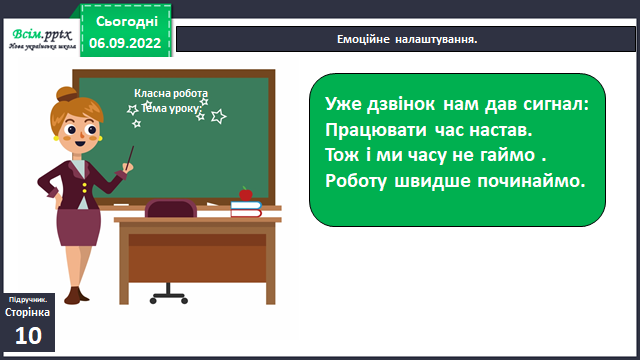 Всім.pptx
Нова українська школа
Сьогодні
06.09.2022
Емоційне налаштування.
Класна робота
Тема уроку:
Уже дзвінок нам дав сигнал:
Працювати час настав.
Тож і ми часу не гаймо .
Роботу швидше починаймо.
Підручник.
Сторінка
10